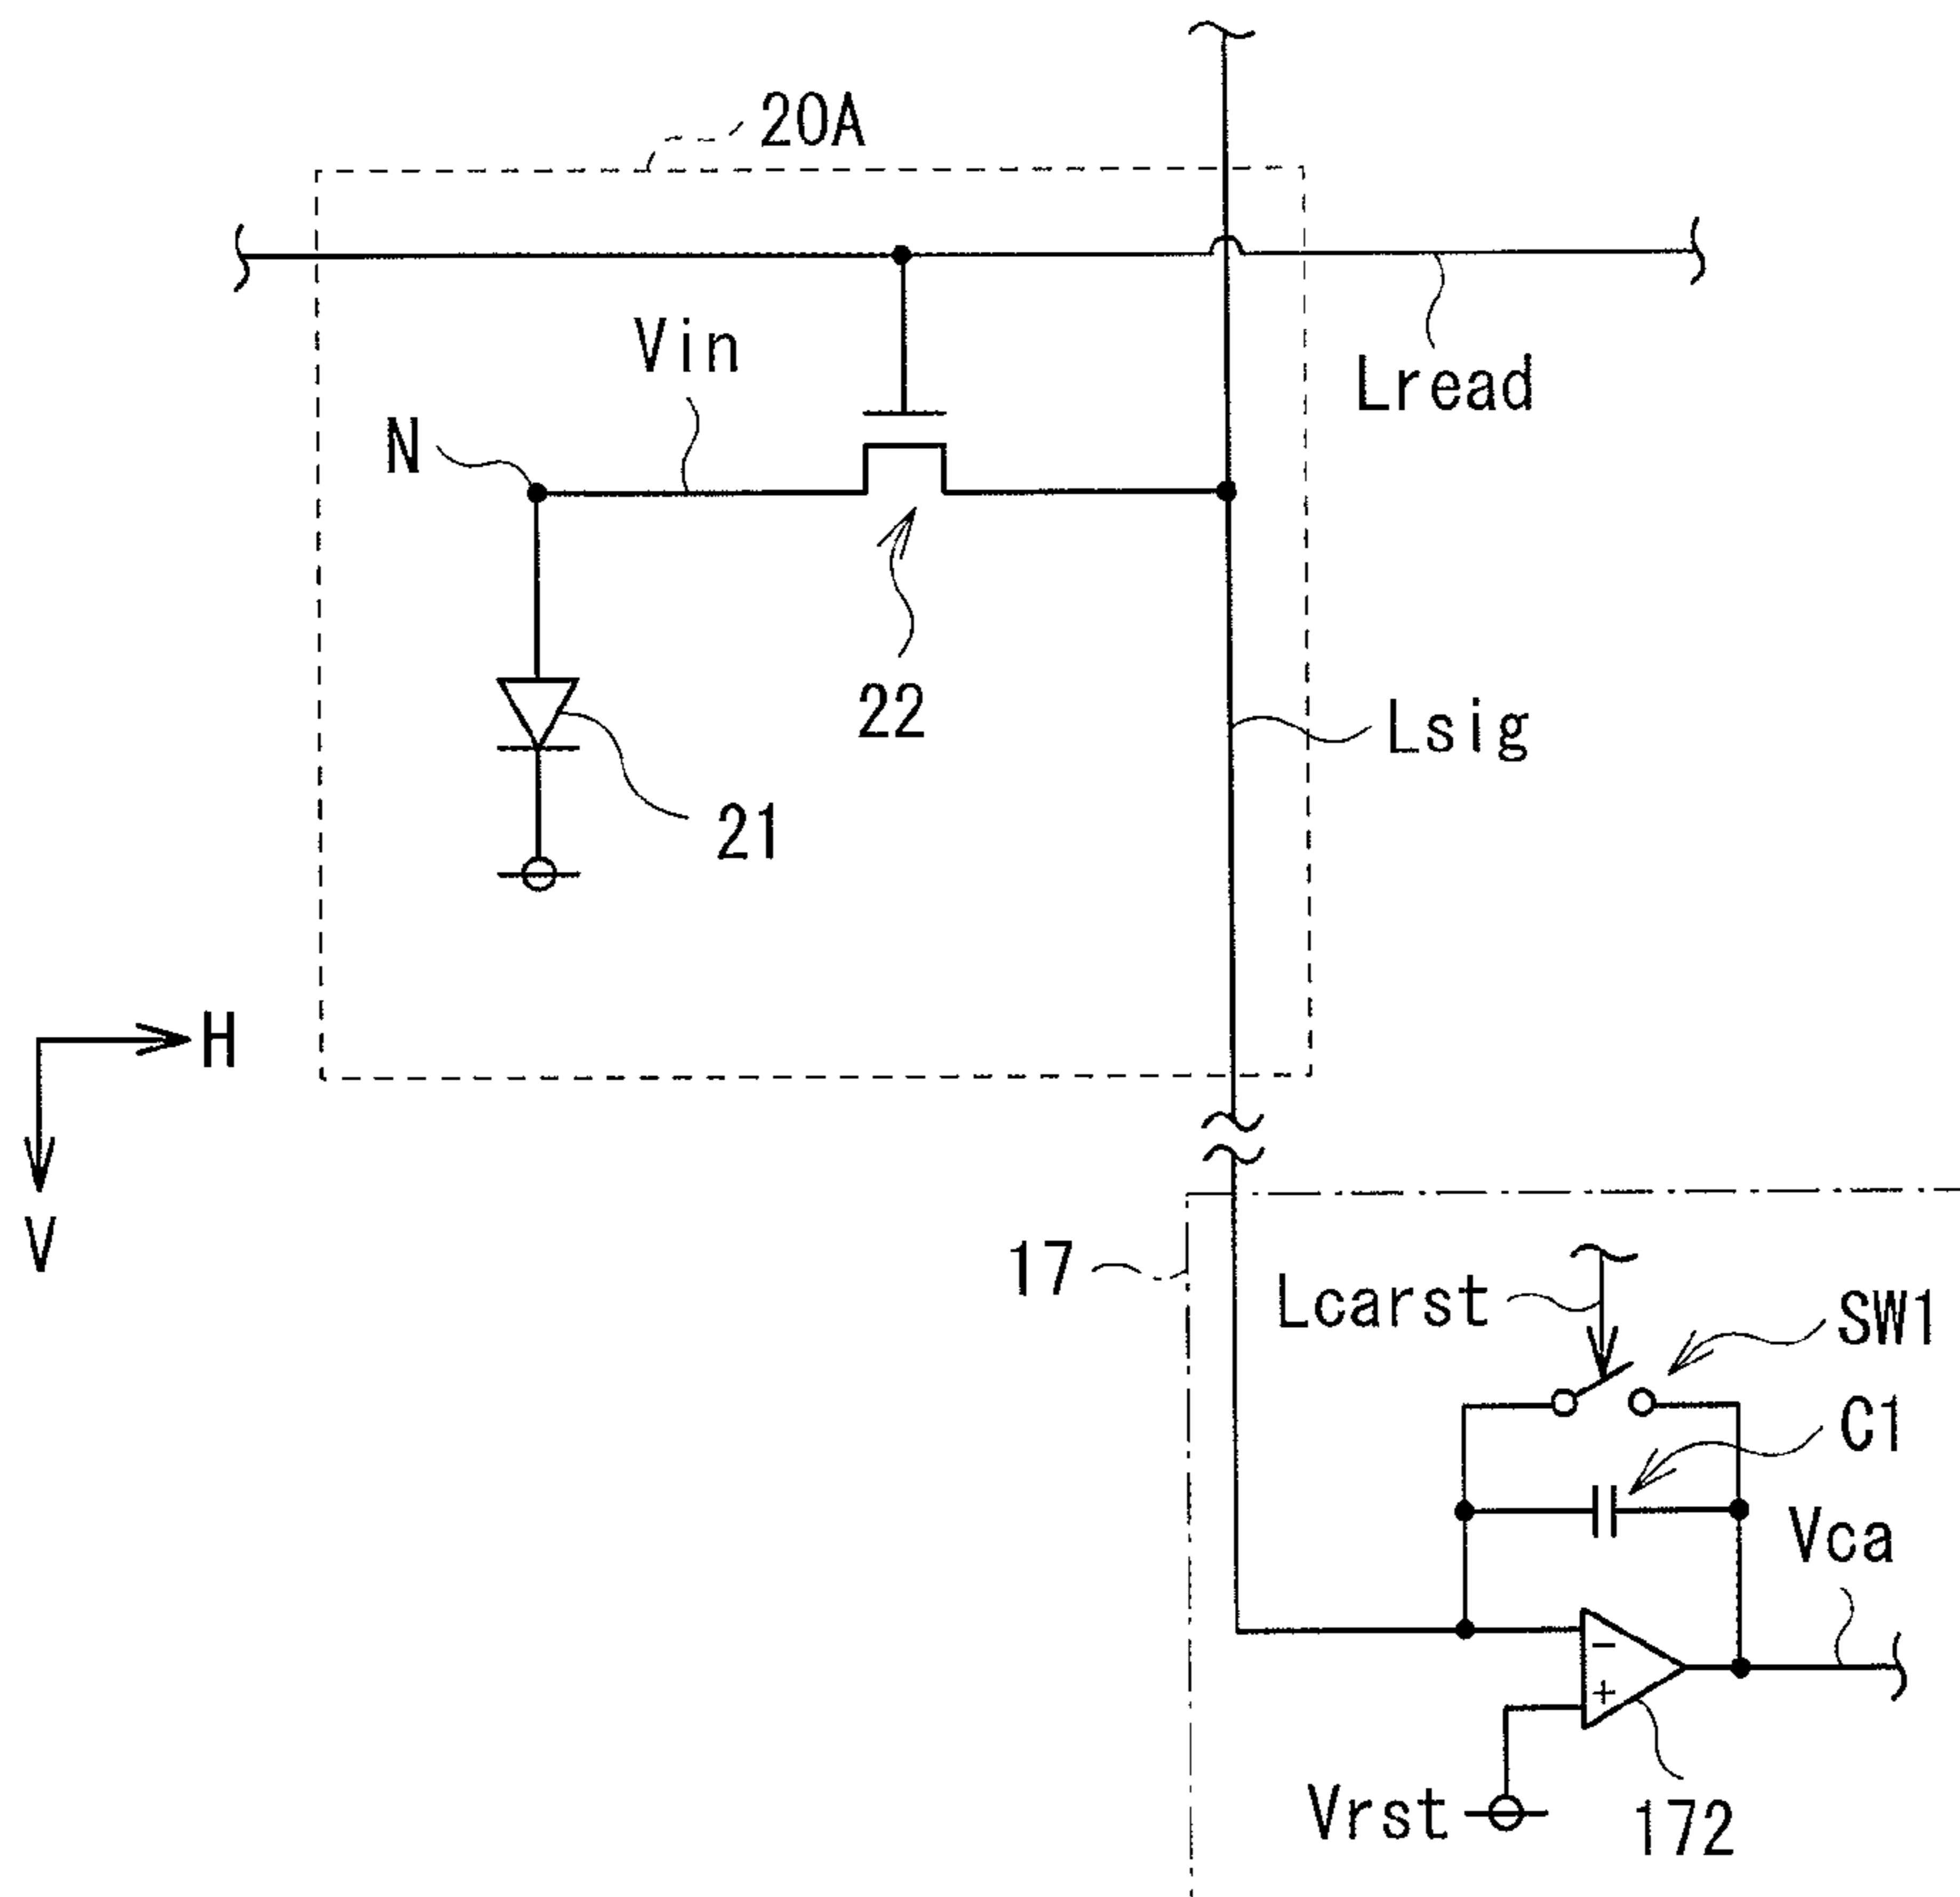 20A
Vin
Lread
N
22
Lsig
21
H
V
17
Lcarst
SW1
C1
Vca
−
+
Vrst
172